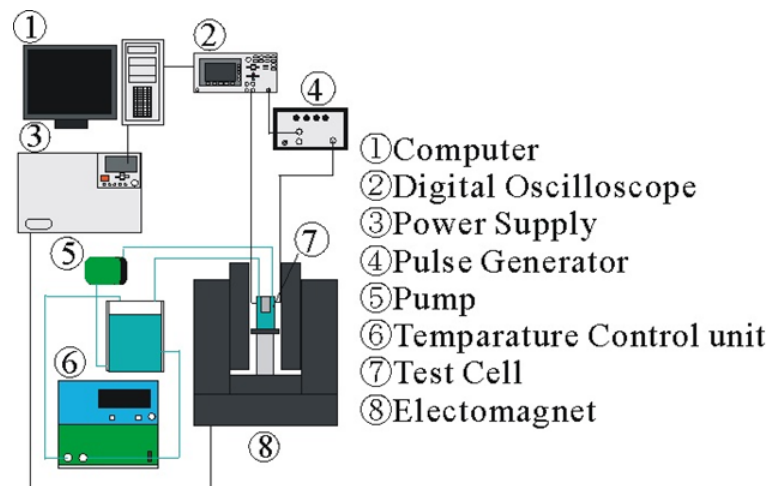 ①
②
④
③
①Computer
②Digital Oscilloscope
③Power Supply
④Pulse Generator
⑤Pump
⑥Temparature Control unit
⑦Test Cell
⑧Electomagnet
⑤
⑦
⑥
⑧